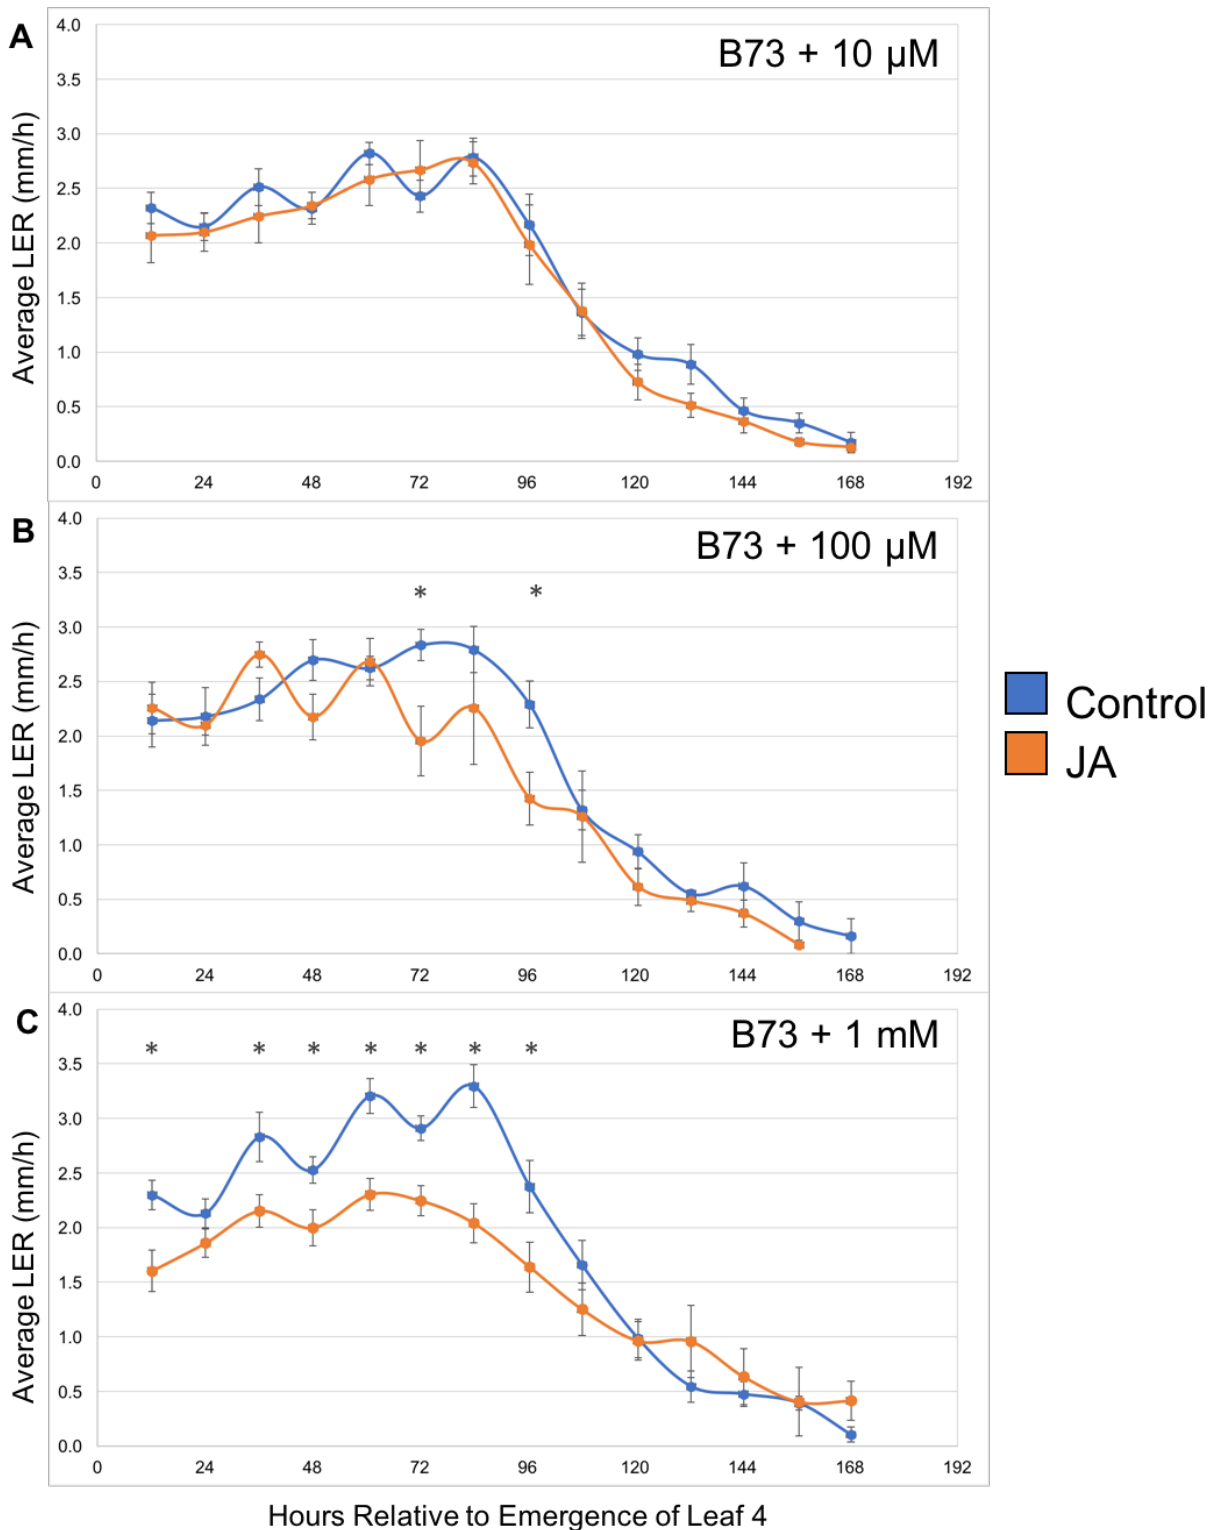 A
B73 + 10 µM
Average LER (mm/h)
4.0
3.5
3.0
2.5
2.0
1.5
1.0
0.5
0.0
0 24 48 72 96 120 144 168 192
B
B73 + 100 µM
* *
Average LER (mm/h)
4.0
3.5
3.0
2.5
2.0
1.5
1.0
0.5
0.0
0 24 48 72 96 120 144 168 192
Control
JA
C
B73 + 1 mM
* * * * * * *
Average LER (mm/h)
4.0
3.5
3.0
2.5
2.0
1.5
1.0
0.5
0.0
0 24 48 72 96 120 144 168 192
Hours Relative to Emergence of Leaf 4